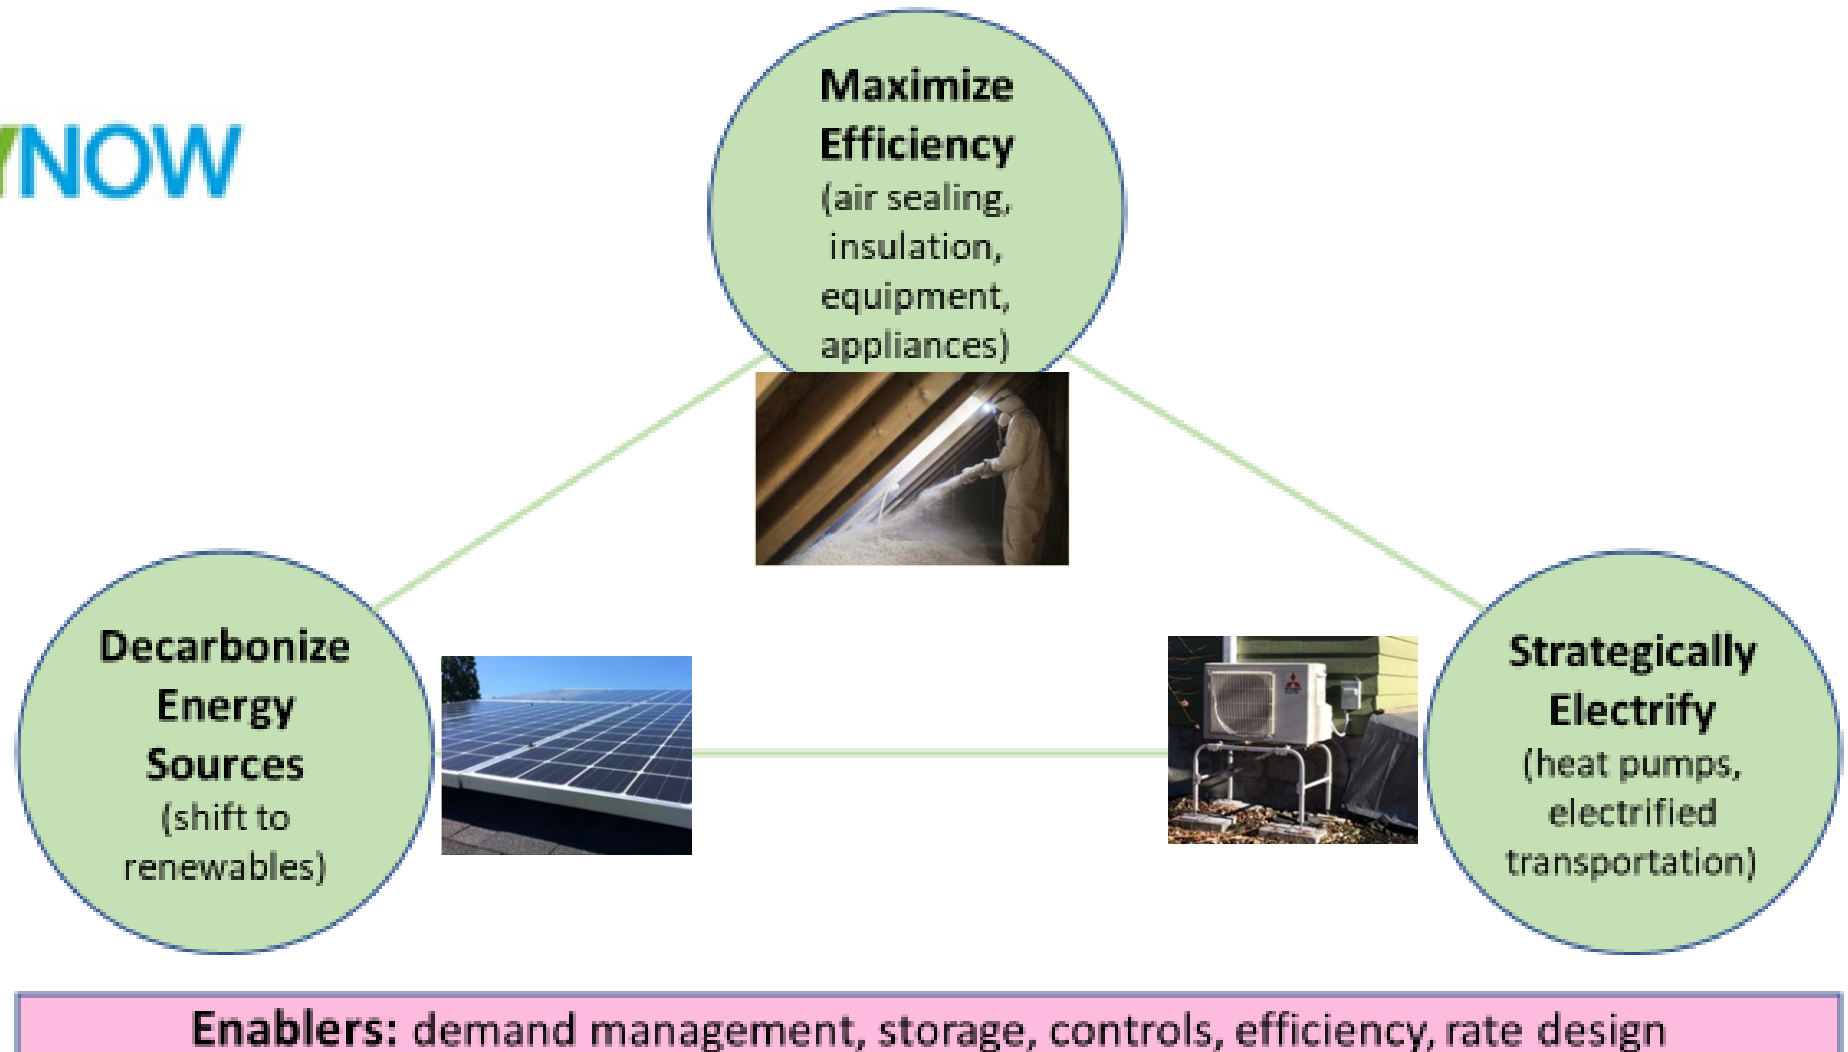 YNOW
Maximize
Efficiency
(air sealing,
insulation,
equipment,
appliances)
Decarbonize
Energy
Sources
(shift to
renewables)
Strategically
Electrify
(heat pumps,
electrified
transportation)
Enablers: demand management, storage, controls, efficiency, rate design